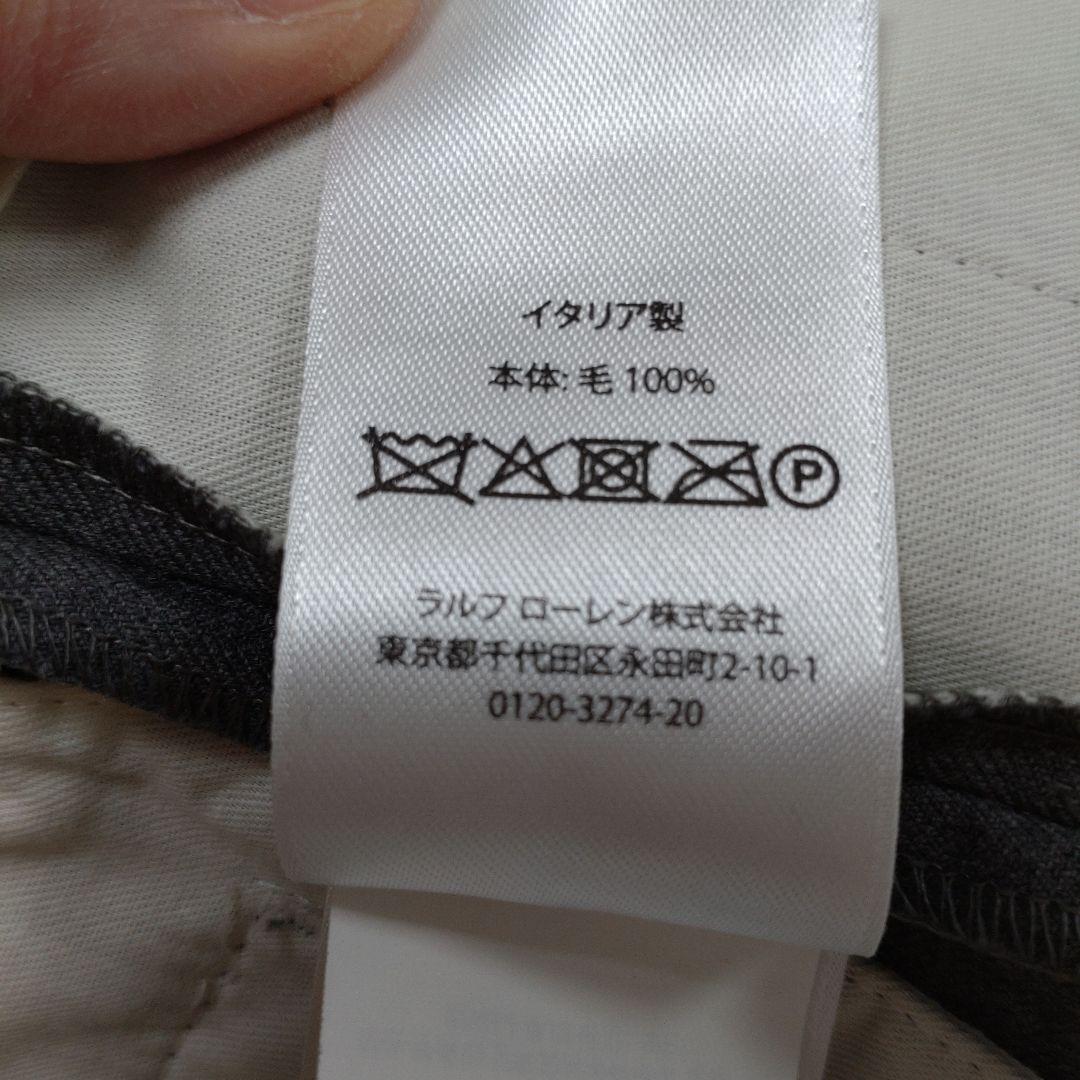 イタリア製
本体: 毛 100%
P
ラルフ ローレン株式会社
東京都千代田区永田町2-10-1
0120-3274-20